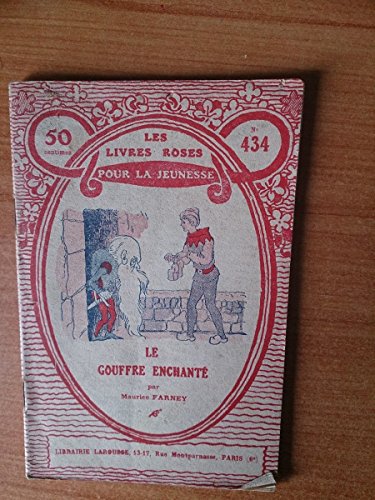 50
centimes
LES
LIVRES ROSES
POUR LA JEUNESSE
N°
434
LE
GOUFFRE ENCHANTÉ
par
Maurice FARNEY
LIBRAIRIE LAROUSSE, 13-17, Rue Montparnasse, PARIS (6e)